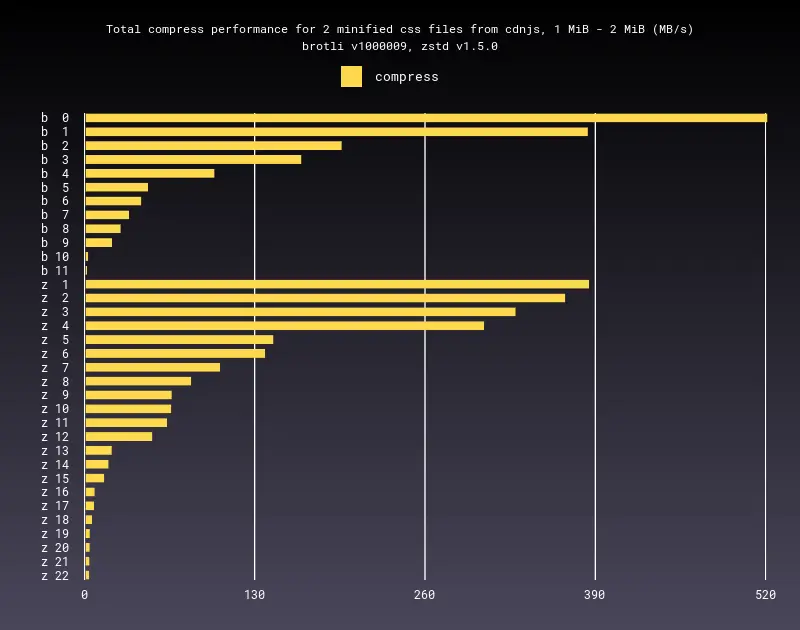 Total compress performance for 2 minified css files from cdnjs, 1 MiB - 2 MiB (MB/s)
brotli v1000009, zstd v1.5.0
compress
b 0
b 1
b 2
b 3
b 4
b 5
b 6
b 7
b 8
b 9
b 10
b 11
z 1
z 2
z 3
z 4
z 5
z 6
z 7
z 8
z 9
z 10
z 11
z 12
z 13
z 14
z 15
z 16
z 17
z 18
z 19
z 20
z 21
z 22
0 130 260 390 520